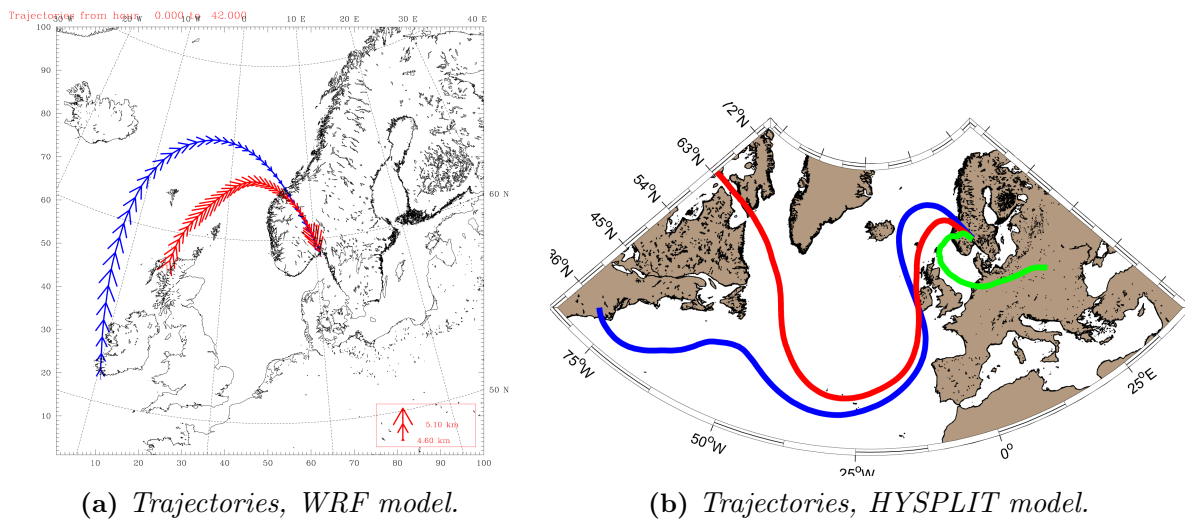 Trajectories from hour 0.000 to 42.000
20 W 10 W 0 10 E 20 E 30 E 40 E
100
90
80
70
60
50
40
30
20
10
60 N
50 N
5.10 km
4.60 km
10 20 30 40 50 60 70 80 90 100
(a) Trajectories, WRF model.
72°N
63°N
54°N
45°N
36°N
75°W
50°W
25°W
0°
25°E
(b) Trajectories, HYSPLIT model.